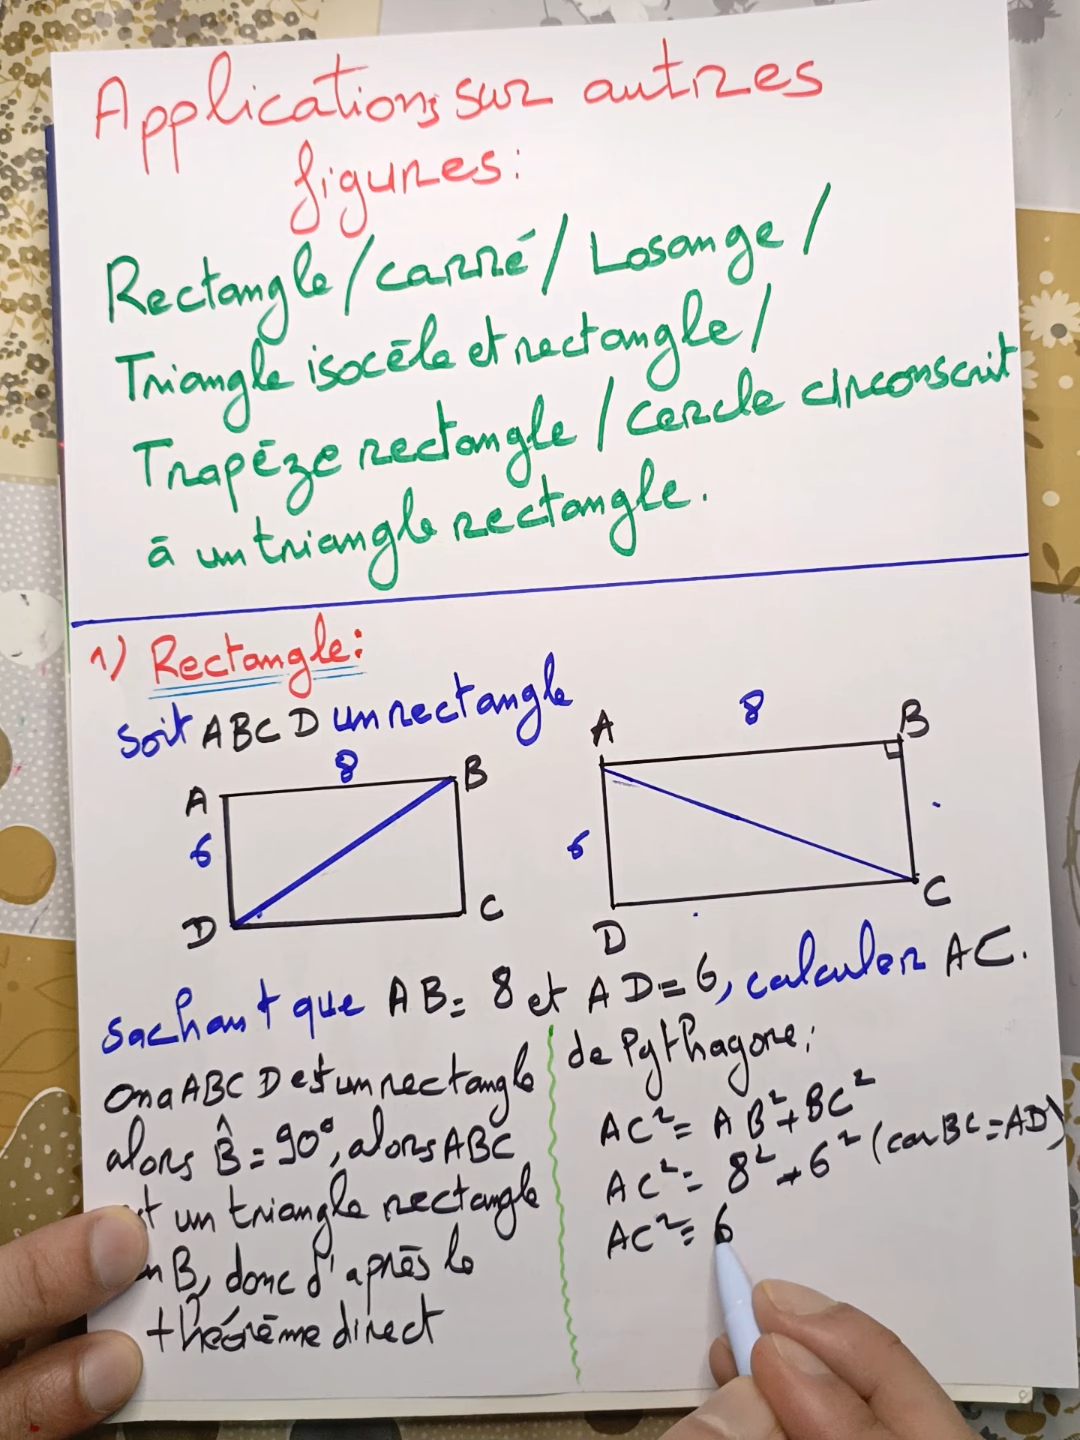 Applications sur autres
figures:
Rectangle/carré/Losange/
Triangle isocèle et rectangle/
Trapèze rectangle/cercle circonscrit
à un triangle rectangle.
1) Rectangle:
soit ABCD un rectangle
8
A
B
6
D
C
8
A
B
6
D
C
sachant que AB = 8 et AD = 6, calculer AC.
On a ABCD est un rectangle
alors B̂ = 90°, alors ABC
t un triangle rectangle
n B, donc d'après le
théorème direct
de Pythagore:
AC² = AB² + BC²
AC² = 8² + 6² (car BC = AD)
AC² = 6